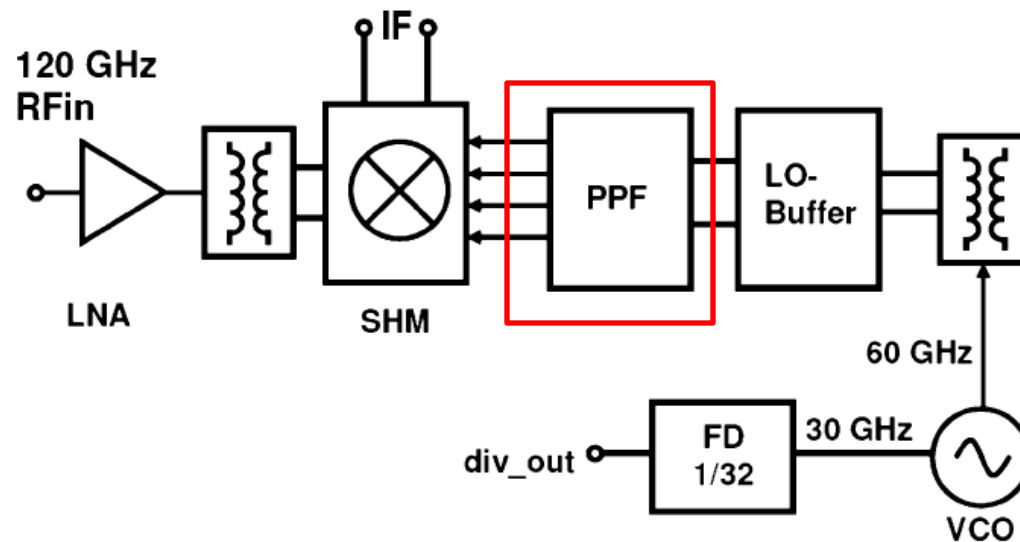 IF
120 GHz
RFin
PPF
LO-
Buffer
LNA
SHM
60 GHz
FD
1/32
30 GHz
div_out
VCO